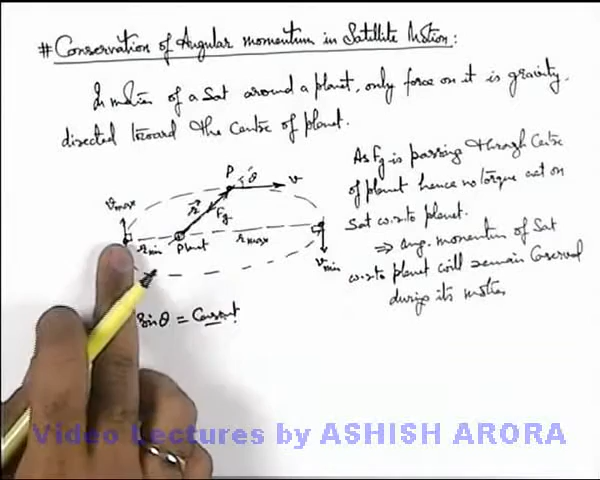 # Conservation of Angular momentum in Satellite Motion:
In motion of a Sat around a planet, only force on it is gravity.
directed toward the centre of planet.
As Fg is passing through Centre
of planet hence no torque act on
Sat w.r.to planet.
⇒ ang. momentum of Sat
w.r.to planet will remain Conserved
during its motion
P
θ
v
vmax
r
Fg
rmin
Planet
rmax
vmin
sinθ = Constant
Video Lectures by ASHISH ARORA